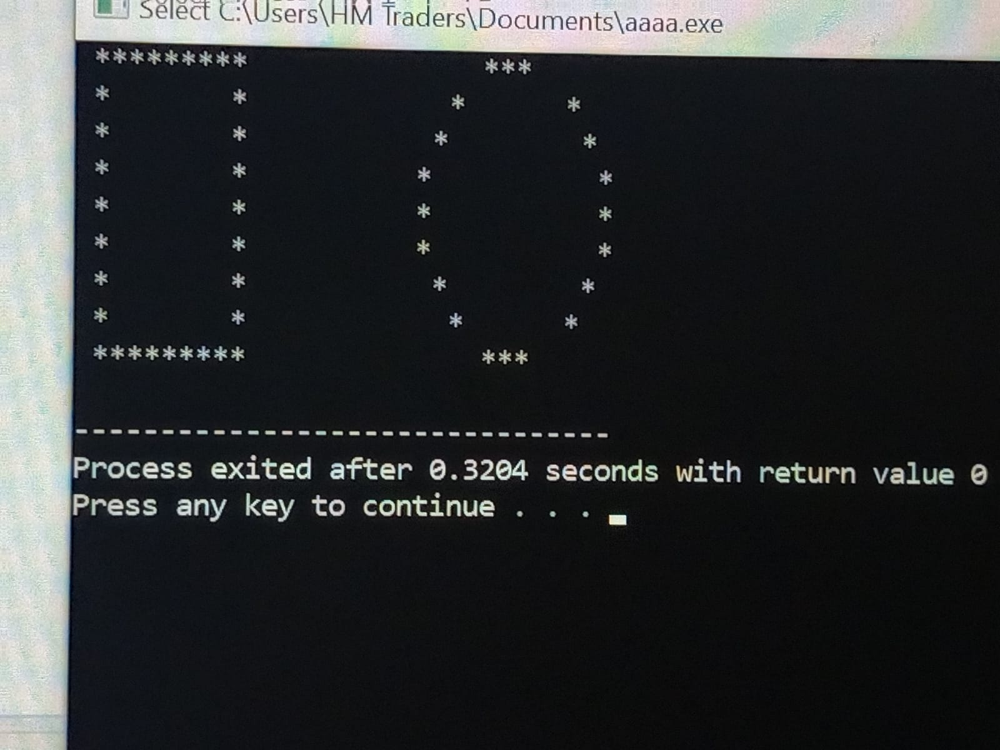 Select C:\Users\HM Traders\Documents\aaaa.exe
*********              ***
*       *            *      *
*       *           *        *
*       *          *          *
*       *          *          *
*       *          *          *
*       *           *        *
*       *            *      *
*********              ***
--------------------------------
Process exited after 0.3204 seconds with return value 0
Press any key to continue . . .